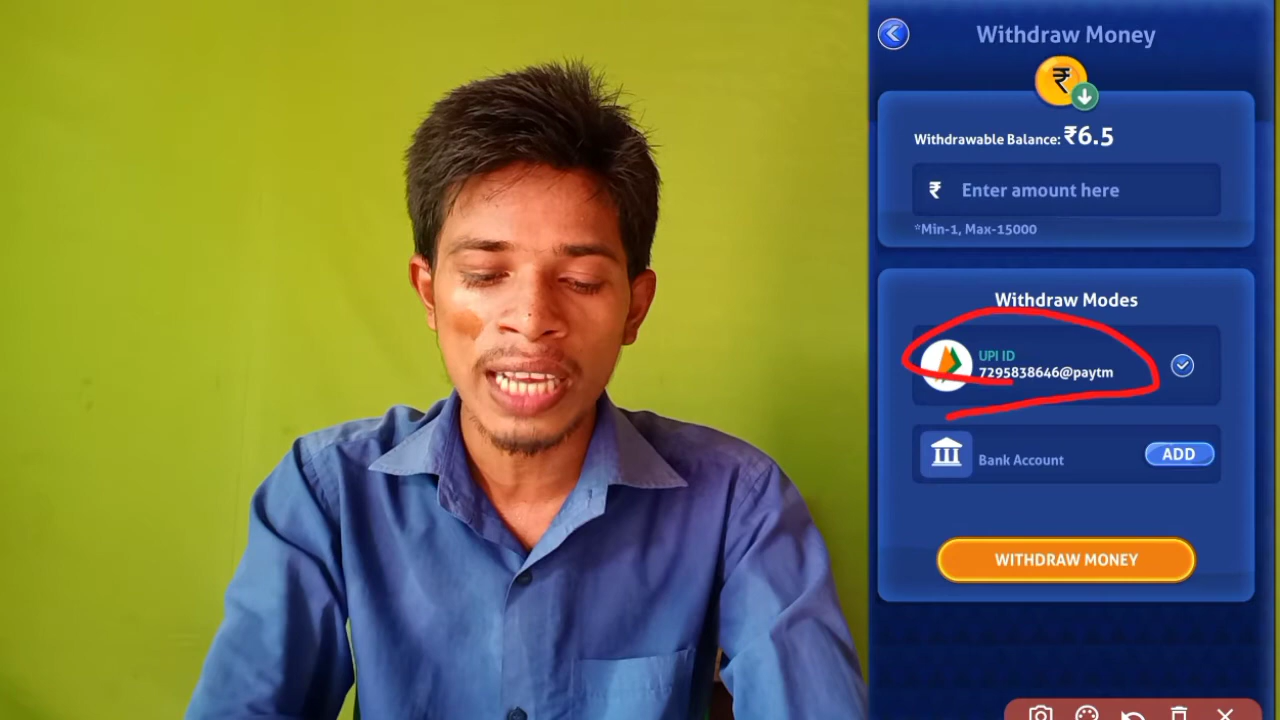 Withdraw Money
Withdrawable Balance: ₹6.5
₹ Enter amount here
*Min-1, Max-15000
Withdraw Modes
UPI ID
7295838646@paytm
Bank Account
ADD
WITHDRAW MONEY